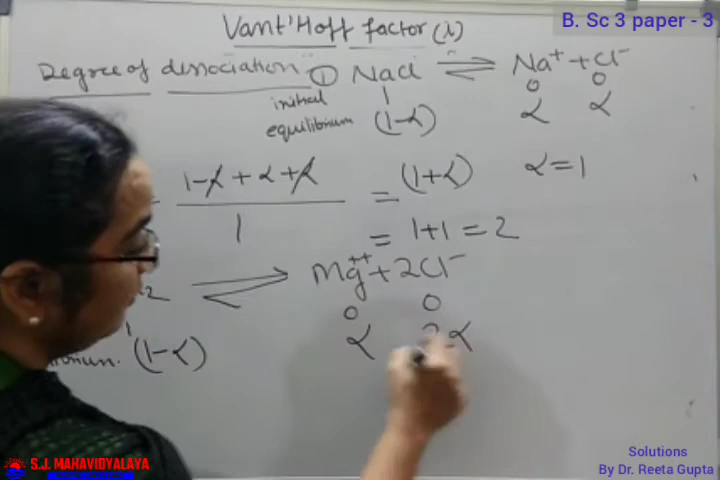 B. Sc 3 paper - 3
Vant'Hoff factor (i)
Degree of dissociation ① NaCl ⇌ Na⁺ + Cl⁻
initial 1 0 0
equilibrium (1-α) α α
1-α + α + α / 1 = (1+α) α = 1
= 1+1 = 2
2 ⇌ Mg⁺⁺ + 2Cl⁻
1 0 0
(1-α) α 2α
S.J. MAHAVIDYALAYA
Solutions
By Dr. Reeta Gupta